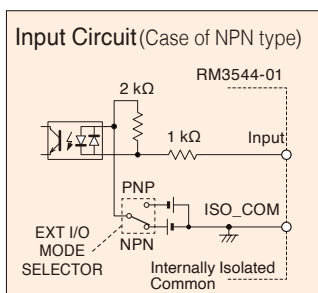 Input Circuit (Case of NPN type)
RM3544-01
2 kΩ
1 kΩ
Input
PNP
ISO_COM
EXT I/O
MODE
SELECTOR
NPN
Internally Isolated
Common